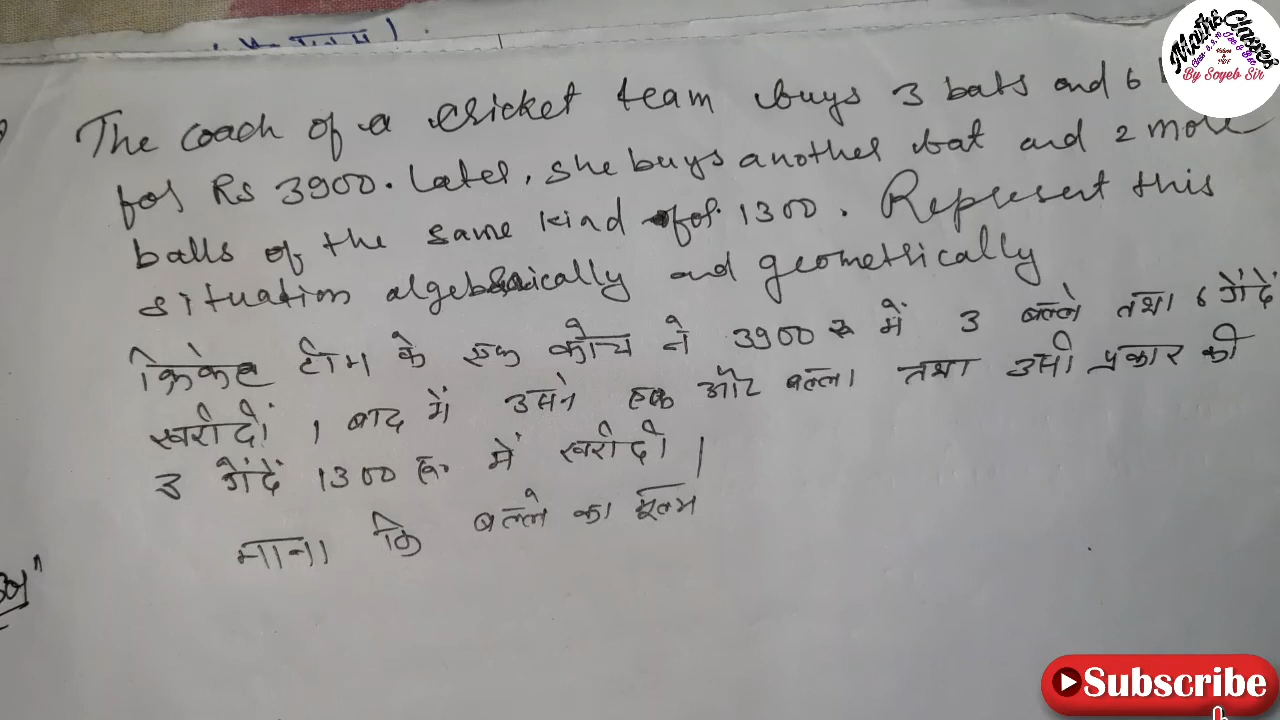 The coach of a cricket team buys 3 bats and 6
for Rs 3900. Later, she buys another bat and 2 more
balls of the same kind for 1300. Represent this
situation algebraically and geometrically
क्रिकेट टीम के एक कोच ने 3900 रु में 3 बल्ले तथा 6 गेंदें
खरीदीं । बाद में उसने एक और बल्ला तथा उसी प्रकार की
3 गेंदें 1300 रु० में खरीदी ।
माना कि बल्ले का मूल्य
Maths Classes
By Soyeb Sir
Subscribe